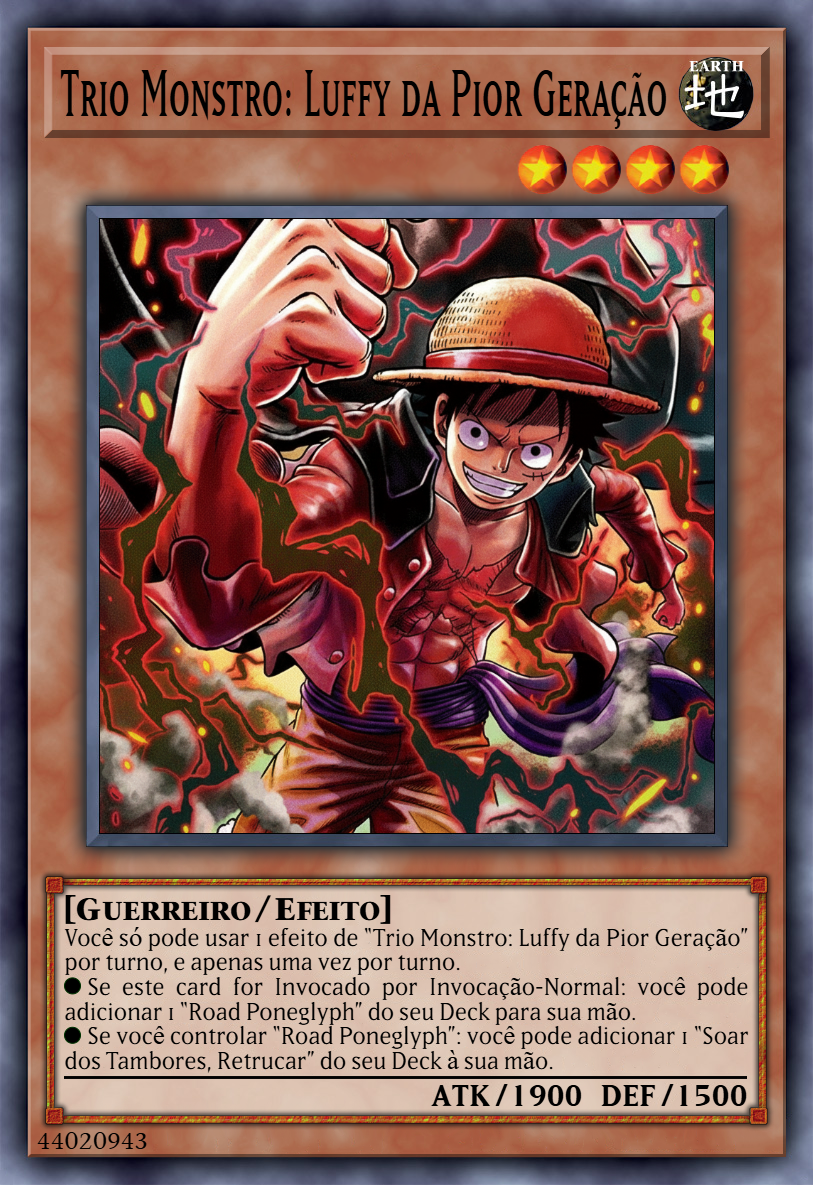 Trio Monstro: Luffy da Pior Geração
EARTH
地
[Guerreiro / Efeito]
Você só pode usar 1 efeito de “Trio Monstro: Luffy da Pior Geração”
por turno, e apenas uma vez por turno.
● Se este card for Invocado por Invocação-Normal: você pode
adicionar 1 “Road Poneglyph” do seu Deck para sua mão.
● Se você controlar “Road Poneglyph”: você pode adicionar 1 “Soar
dos Tambores, Retrucar” do seu Deck à sua mão.
ATK / 1900 DEF / 1500
44020943